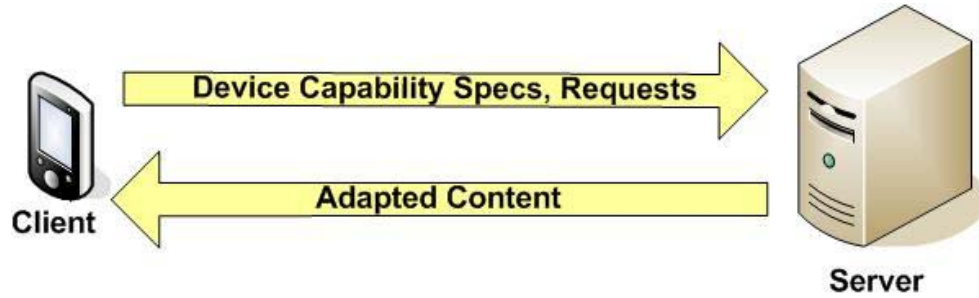 Device Capability Specs, Requests
Adapted Content
Client
Server